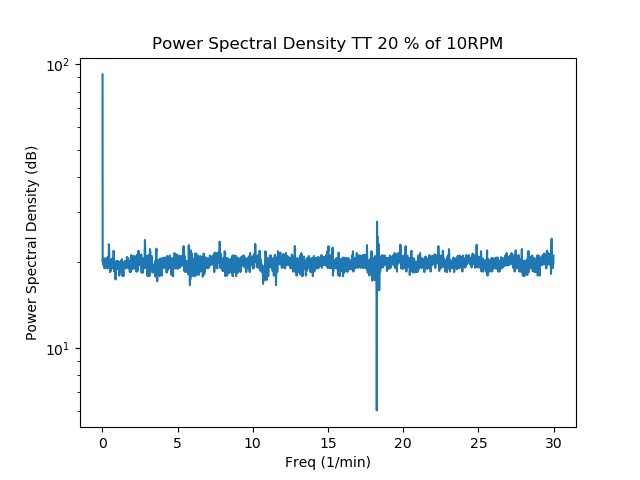 Power Spectral Density TT 20 % of 10RPM
10²
10¹
Power Spectral Density (dB)
0 5 10 15 20 25 30
Freq (1/min)